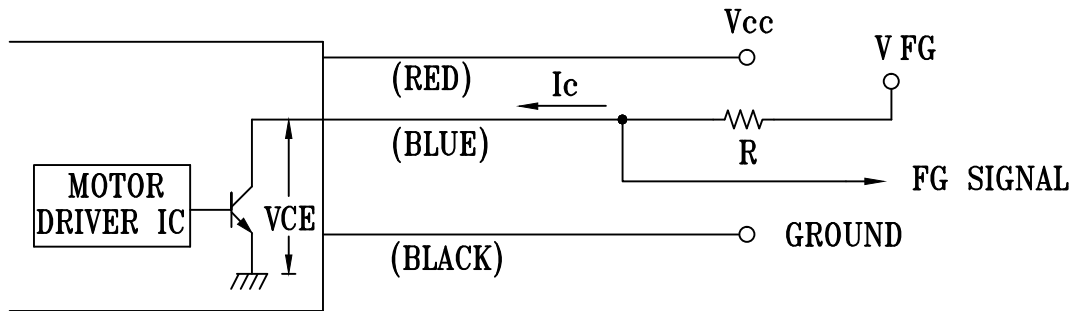 Vcc
V FG
(RED)
Ic
(BLUE)
R
MOTOR
DRIVER IC
VCE
FG SIGNAL
GROUND
(BLACK)